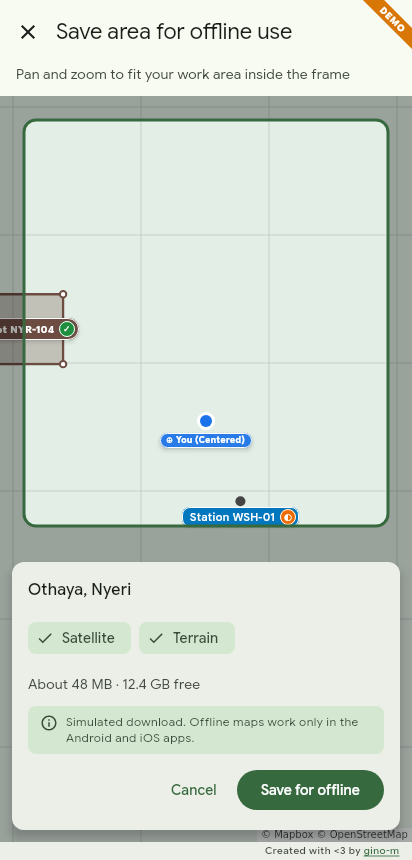 Save area for offline use
DEMO
Pan and zoom to fit your work area inside the frame
ot NYR-104
You (Centered)
Station WSH-01
Othaya, Nyeri
Satellite
Terrain
About 48 MB · 12.4 GB free
Simulated download. Offline maps work only in the
Android and iOS apps.
Cancel
Save for offline
© Mapbox © OpenStreetMap
Created with <3 by gino-m